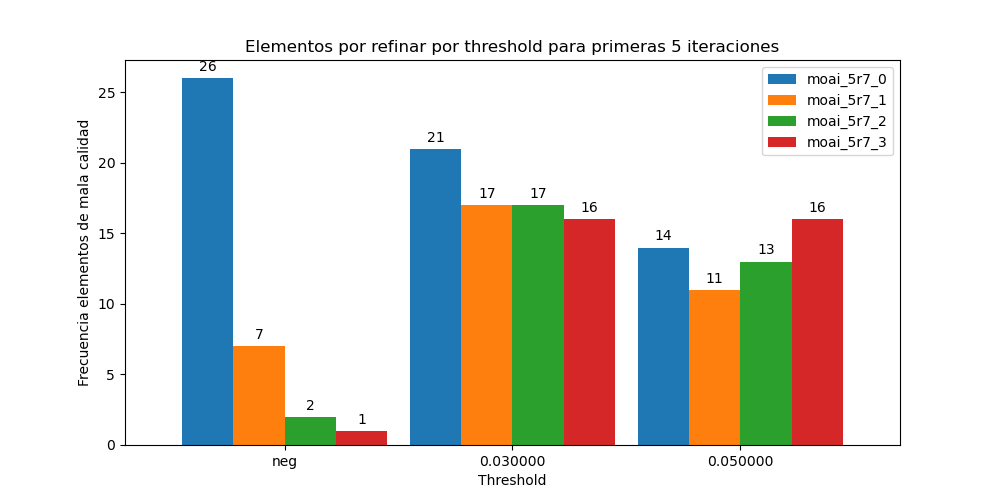 Elementos por refinar por threshold para primeras 5 iteraciones
Frecuencia elementos de mala calidad
25
20
15
10
5
0
26
7
2
1
21
17
17
16
14
11
13
16
moai_5r7_0
moai_5r7_1
moai_5r7_2
moai_5r7_3
neg
0.030000
0.050000
Threshold